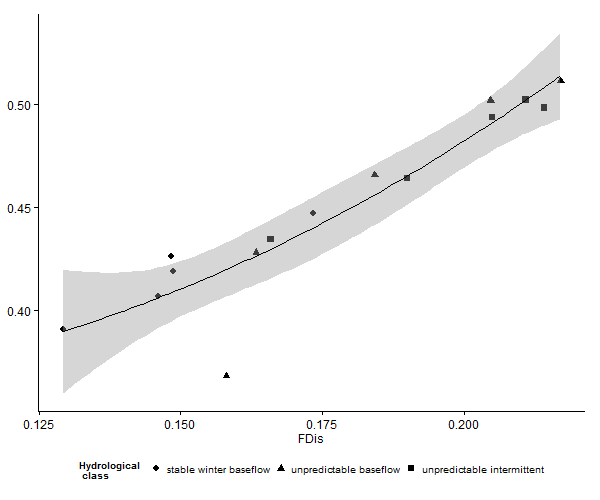 0.50
0.45
0.40
0.125 0.150 0.175 0.200
FDis
Hydrological class
stable winter baseflow unpredictable baseflow unpredictable intermittent